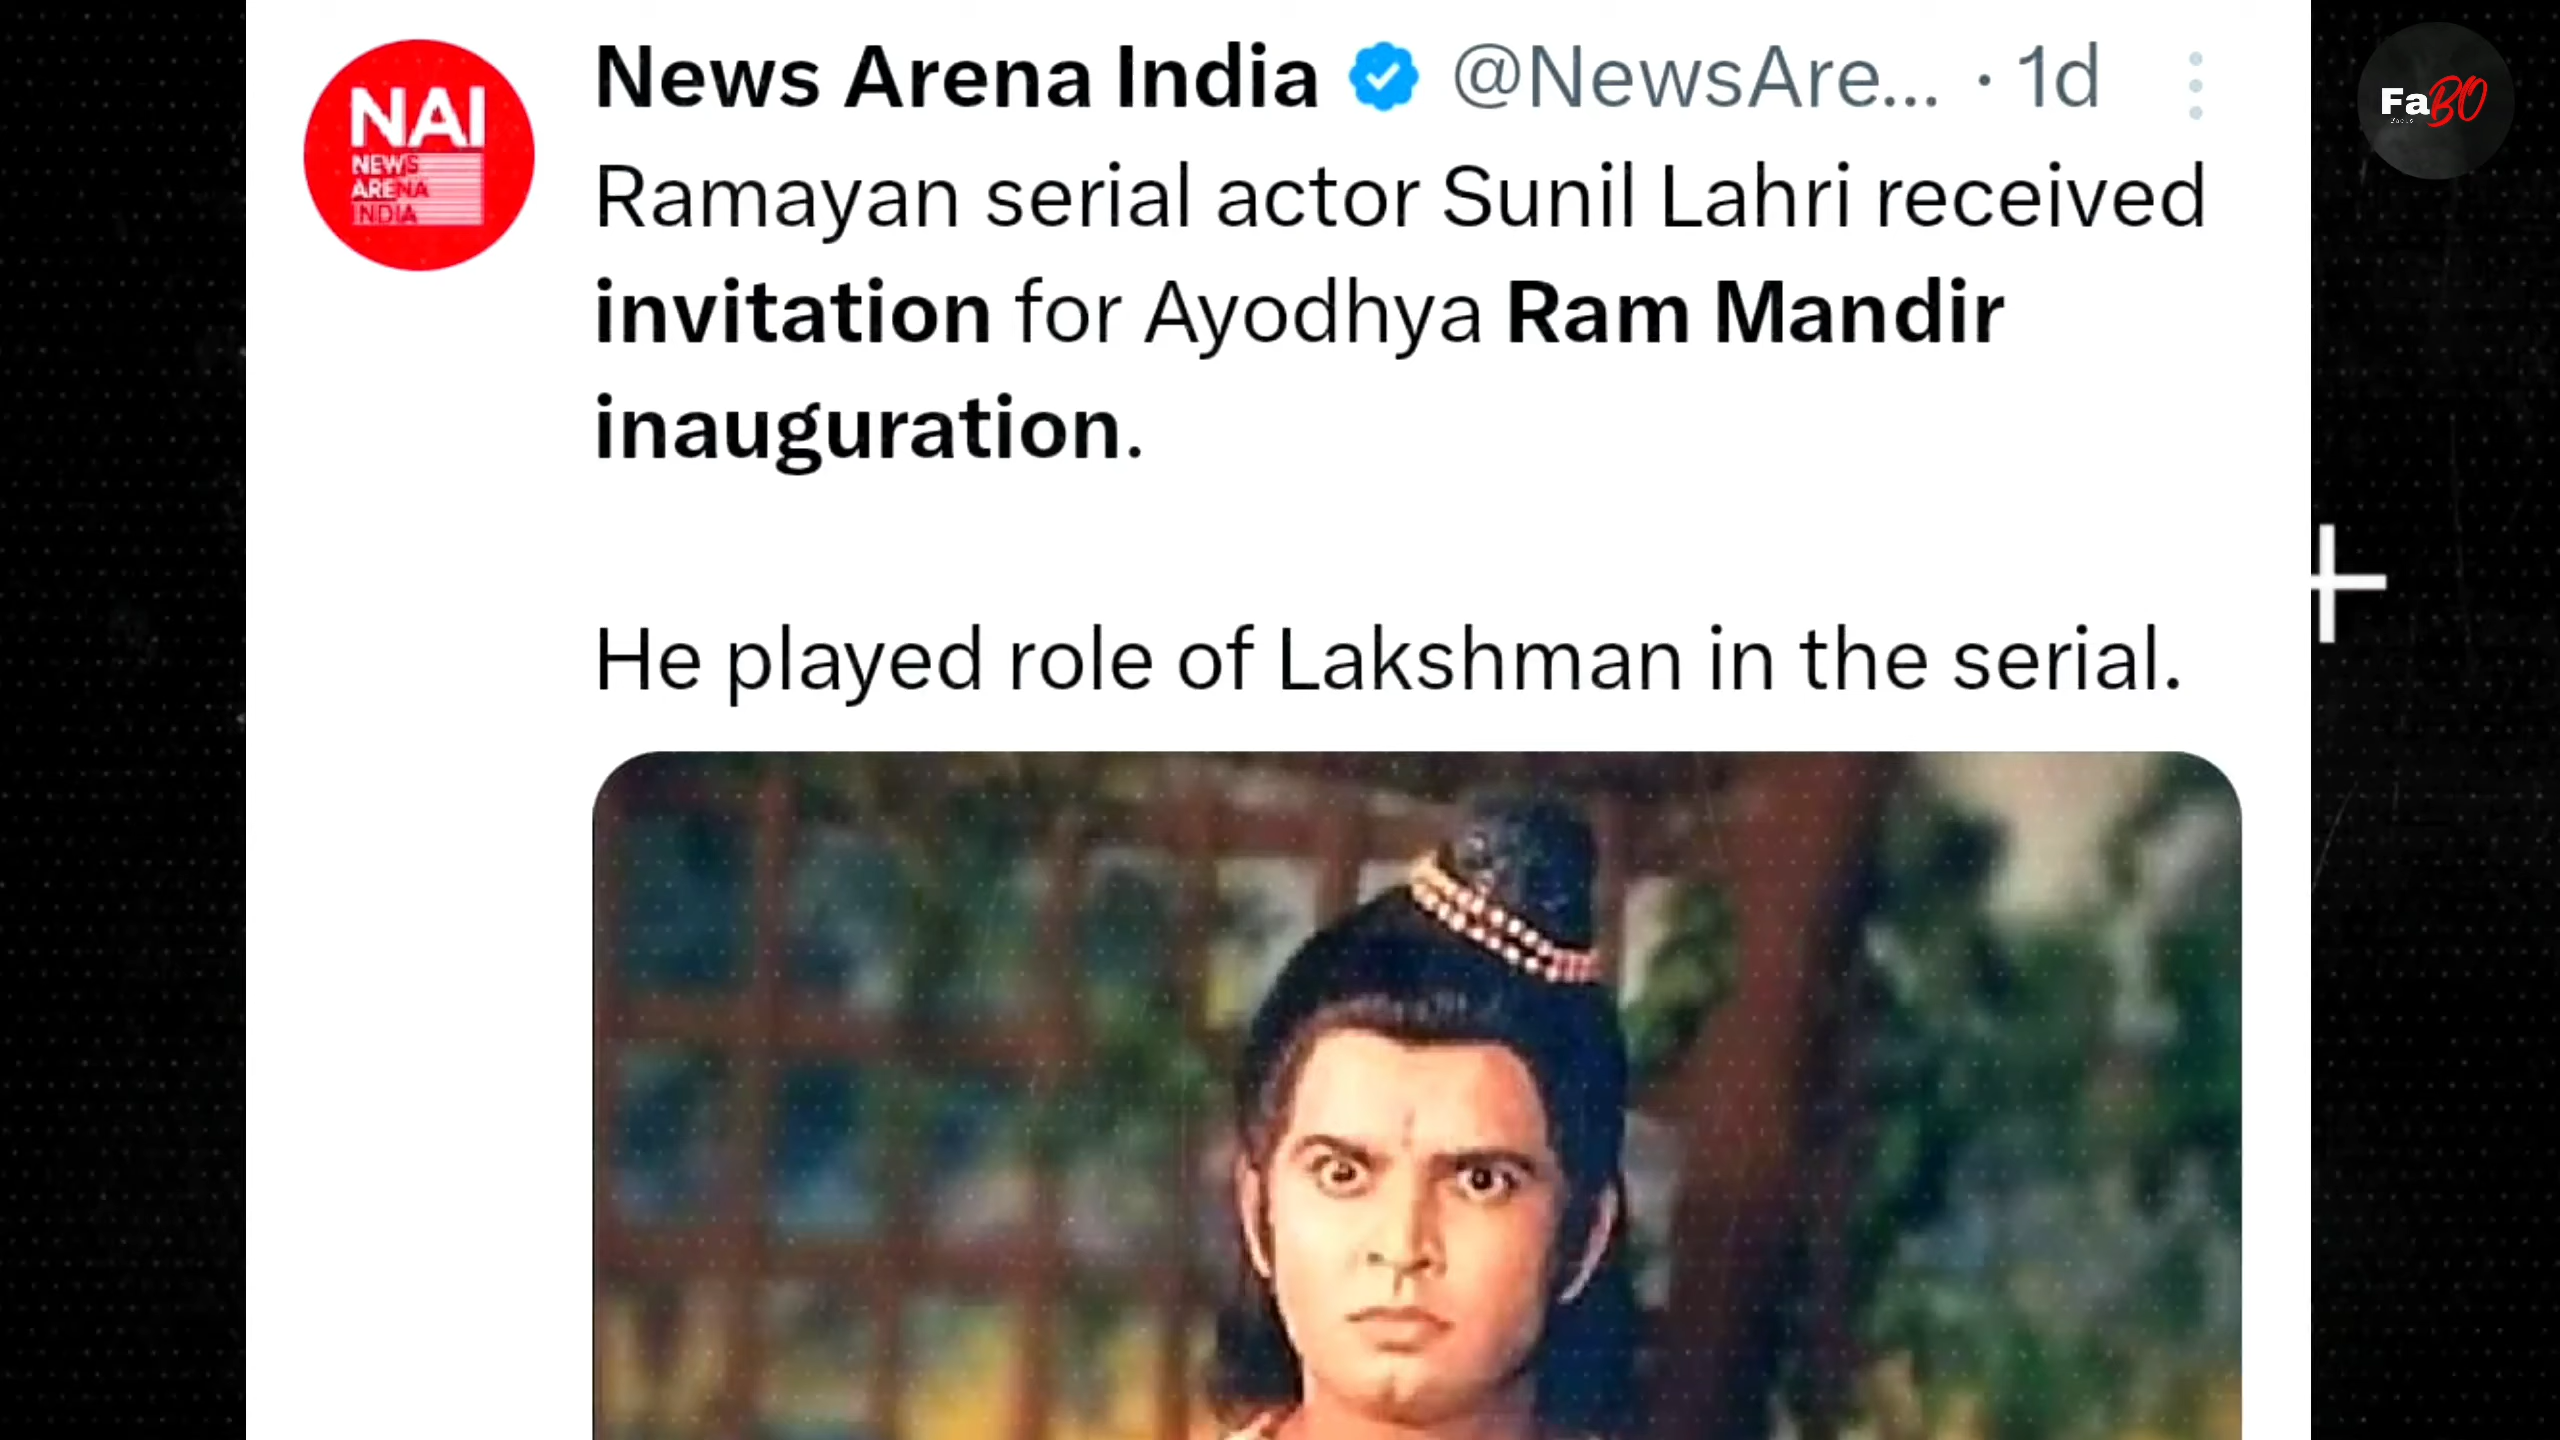 News Arena India @NewsAre... · 1d
NAI
NEWS
ARENA
INDIA
Ramayan serial actor Sunil Lahri received
invitation for Ayodhya Ram Mandir
inauguration.
He played role of Lakshman in the serial.
FaBO